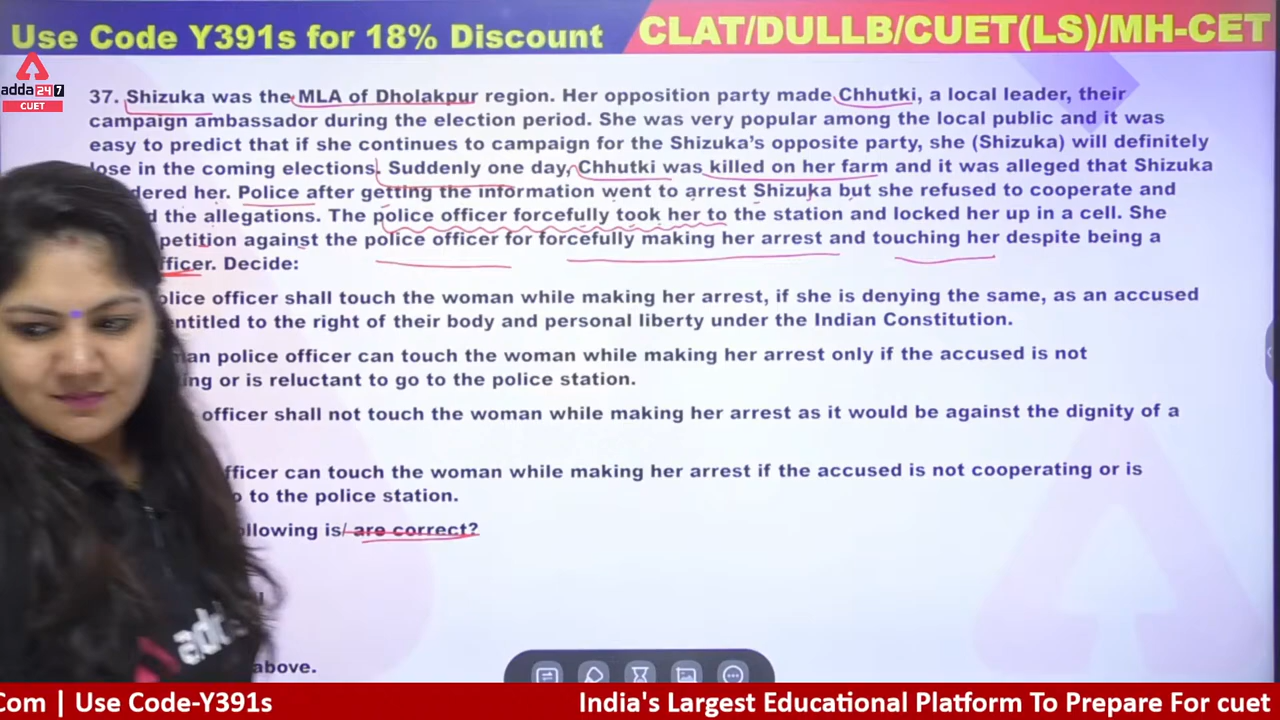 Use Code Y391s for 18% Discount
CLAT/DULLB/CUET(LS)/MH-CET
adda247
CUET
37. Shizuka was the MLA of Dholakpur region. Her opposition party made Chhutki, a local leader, their
campaign ambassador during the election period. She was very popular among the local public and it was
easy to predict that if she continues to campaign for the Shizuka's opposite party, she (Shizuka) will definitely
lose in the coming elections. Suddenly one day, Chhutki was killed on her farm and it was alleged that Shizuka
dered her. Police after getting the information went to arrest Shizuka but she refused to cooperate and
the allegations. The police officer forcefully took her to the station and locked her up in a cell. She
petition against the police officer for forcefully making her arrest and touching her despite being a
fficer. Decide:
olice officer shall touch the woman while making her arrest, if she is denying the same, as an accused
entitled to the right of their body and personal liberty under the Indian Constitution.
man police officer can touch the woman while making her arrest only if the accused is not
ing or is reluctant to go to the police station.
officer shall not touch the woman while making her arrest as it would be against the dignity of a
fficer can touch the woman while making her arrest if the accused is not cooperating or is
to the police station.
ollowing is/ are correct?
above.
adda
Com | Use Code-Y391s
India's Largest Educational Platform To Prepare For cuet